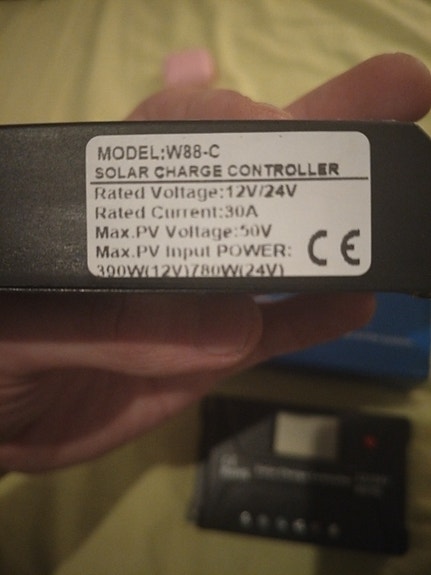 MODEL:W88-C
SOLAR CHARGE CONTROLLER
Rated Voltage:12V/24V
Rated Current:30A
Max.PV Voltage:50V
Max.PV Input POWER:
390W(12V)780W(24V)
CE